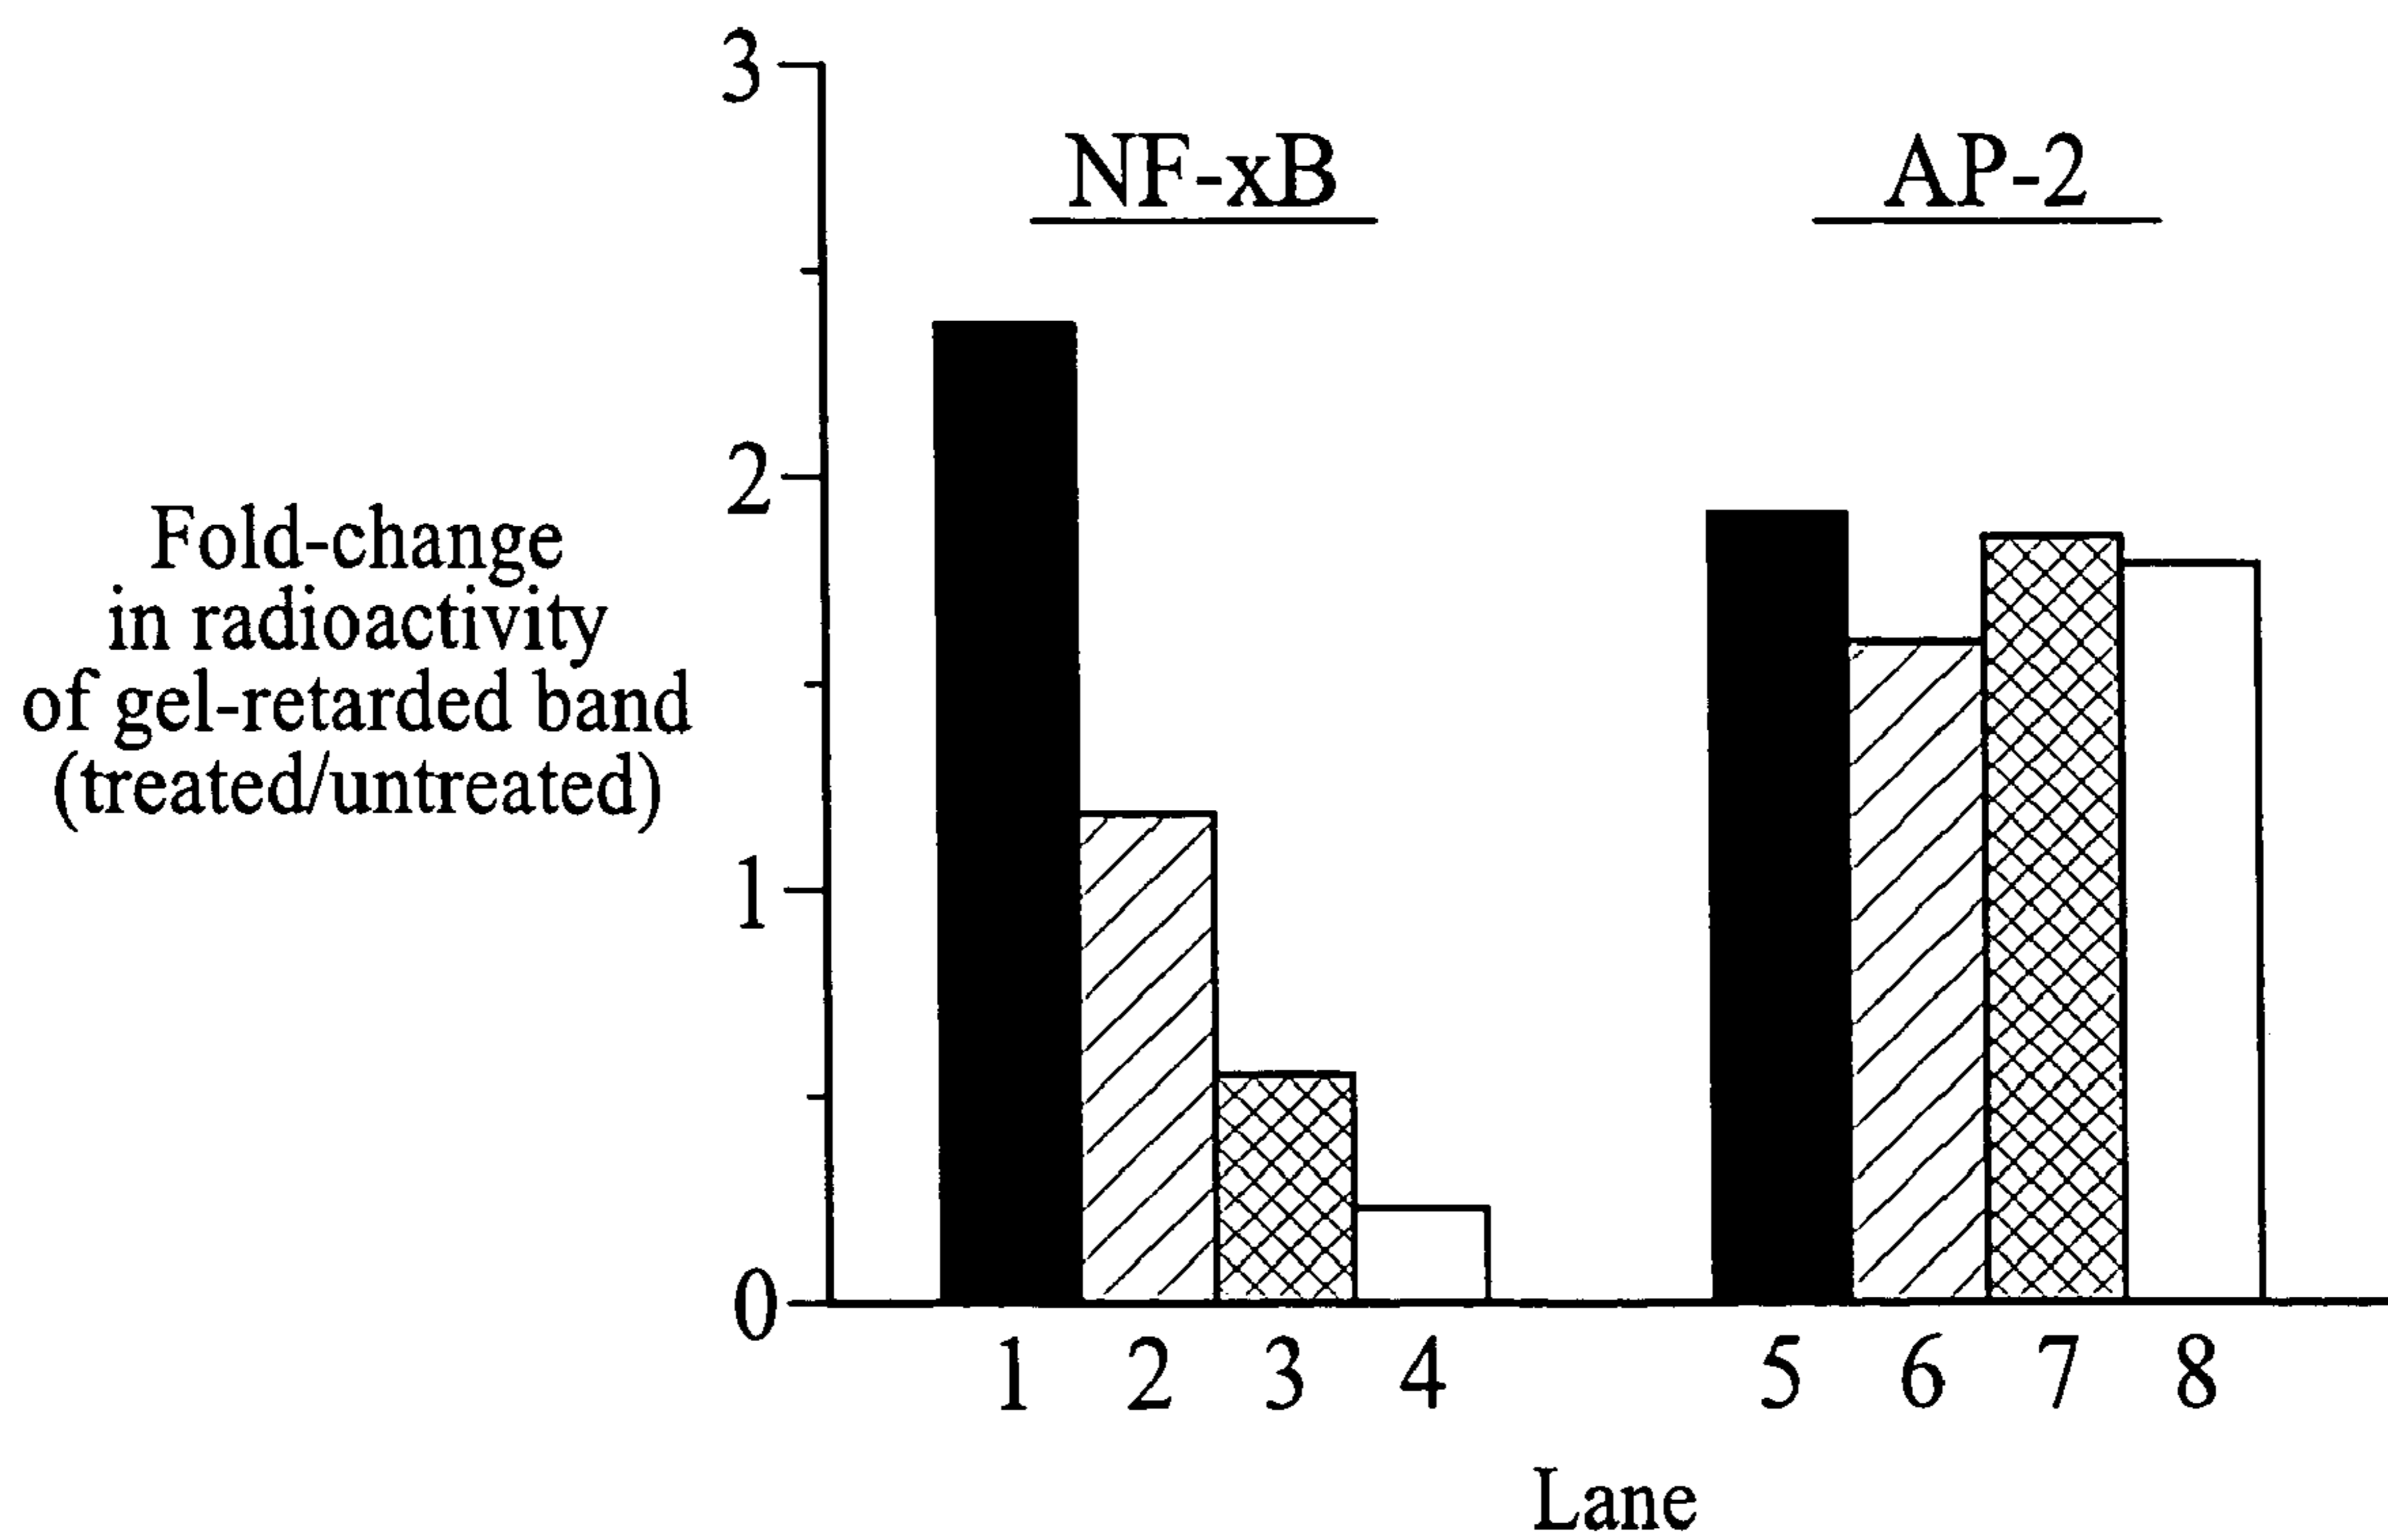 3
NF-xB
AP-2
2
Fold-change
in radioactivity
of gel-retarded band
(treated/untreated)
1
0
1 2 3 4 5 6 7 8
Lane